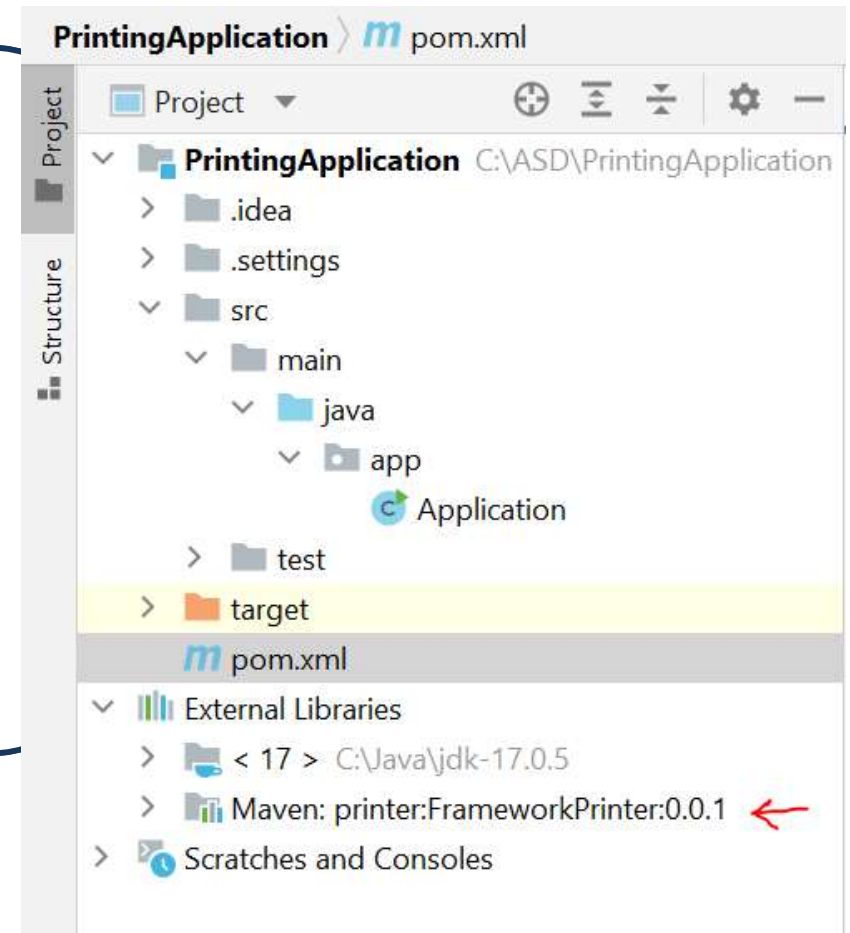 PrintingApplication 〉 m pom.xml
Project
Project
Structure
PrintingApplication C:\ASD\PrintingApplication
.idea
.settings
src
main
java
app
C Application
test
target
m pom.xml
External Libraries
< 17 > C:\Java\jdk-17.0.5
Maven: printer:FrameworkPrinter:0.0.1
Scratches and Consoles